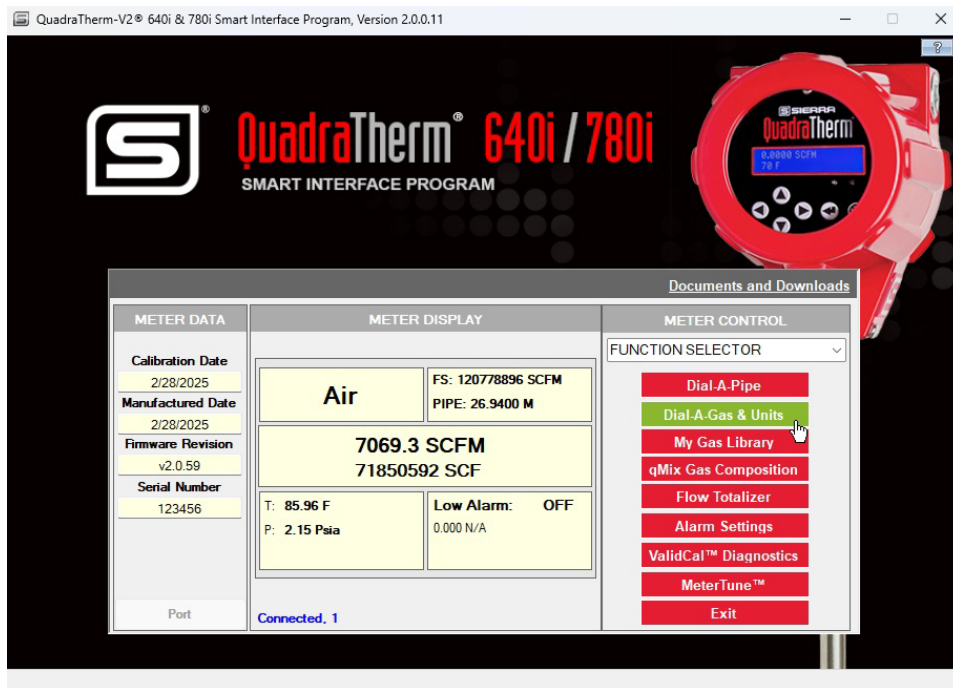 QuadraTherm-V2® 640i & 780i Smart Interface Program, Version 2.0.0.11
?
S®
QuadraTherm® 640i / 780i
SMART INTERFACE PROGRAM
SIERRA
QuadraTherm
0.0000 SCFM
70 F
Documents and Downloads
METER DATA
Calibration Date
2/28/2025
Manufactured Date
2/28/2025
Firmware Revision
v2.0.59
Serial Number
123456
Port
METER DISPLAY
Air
FS: 120778896 SCFM
PIPE: 26.9400 M
7069.3 SCFM
71850592 SCF
T: 85.96 F
P: 2.15 Psia
Low Alarm: OFF
0.000 N/A
Connected, 1
METER CONTROL
FUNCTION SELECTOR
Dial-A-Pipe
Dial-A-Gas & Units
My Gas Library
qMix Gas Composition
Flow Totalizer
Alarm Settings
ValidCal™ Diagnostics
MeterTune™
Exit